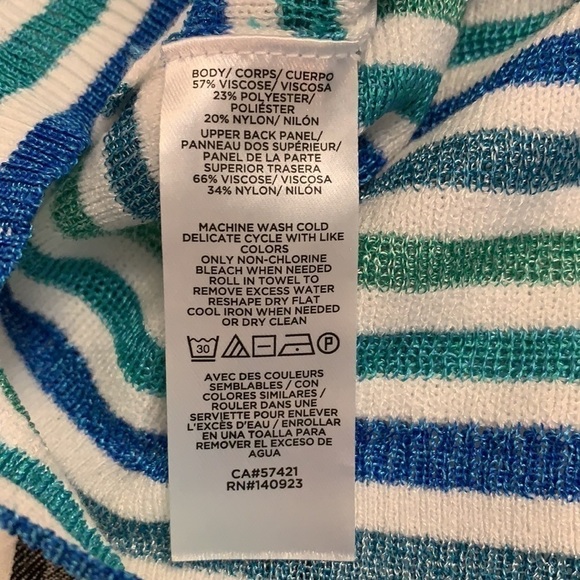 BODY/ CORPS/ CUERPO
57% VISCOSE/ VISCOSA
23% POLYESTER/
POLIÉSTER
20% NYLON/ NILÓN
UPPER BACK PANEL/
PANNEAU DOS SUPÉRIEUR/
PANEL DE LA PARTE
SUPERIOR TRASERA
66% VISCOSE/ VISCOSA
34% NYLON/ NILÓN
MACHINE WASH COLD
DELICATE CYCLE WITH LIKE
COLORS
ONLY NON-CHLORINE
BLEACH WHEN NEEDED
ROLL IN TOWEL TO
REMOVE EXCESS WATER
RESHAPE DRY FLAT
COOL IRON WHEN NEEDED
OR DRY CLEAN
30 P
AVEC DES COULEURS
SEMBLABLES / CON
COLORES SIMILARES /
ROULER DANS UNE
SERVIETTE POUR ENLEVER
L'EXCÈS D'EAU / ENROLLAR
EN UNA TOALLA PARA
REMOVER EL EXCESO DE
AGUA
CA#57421
RN#140923